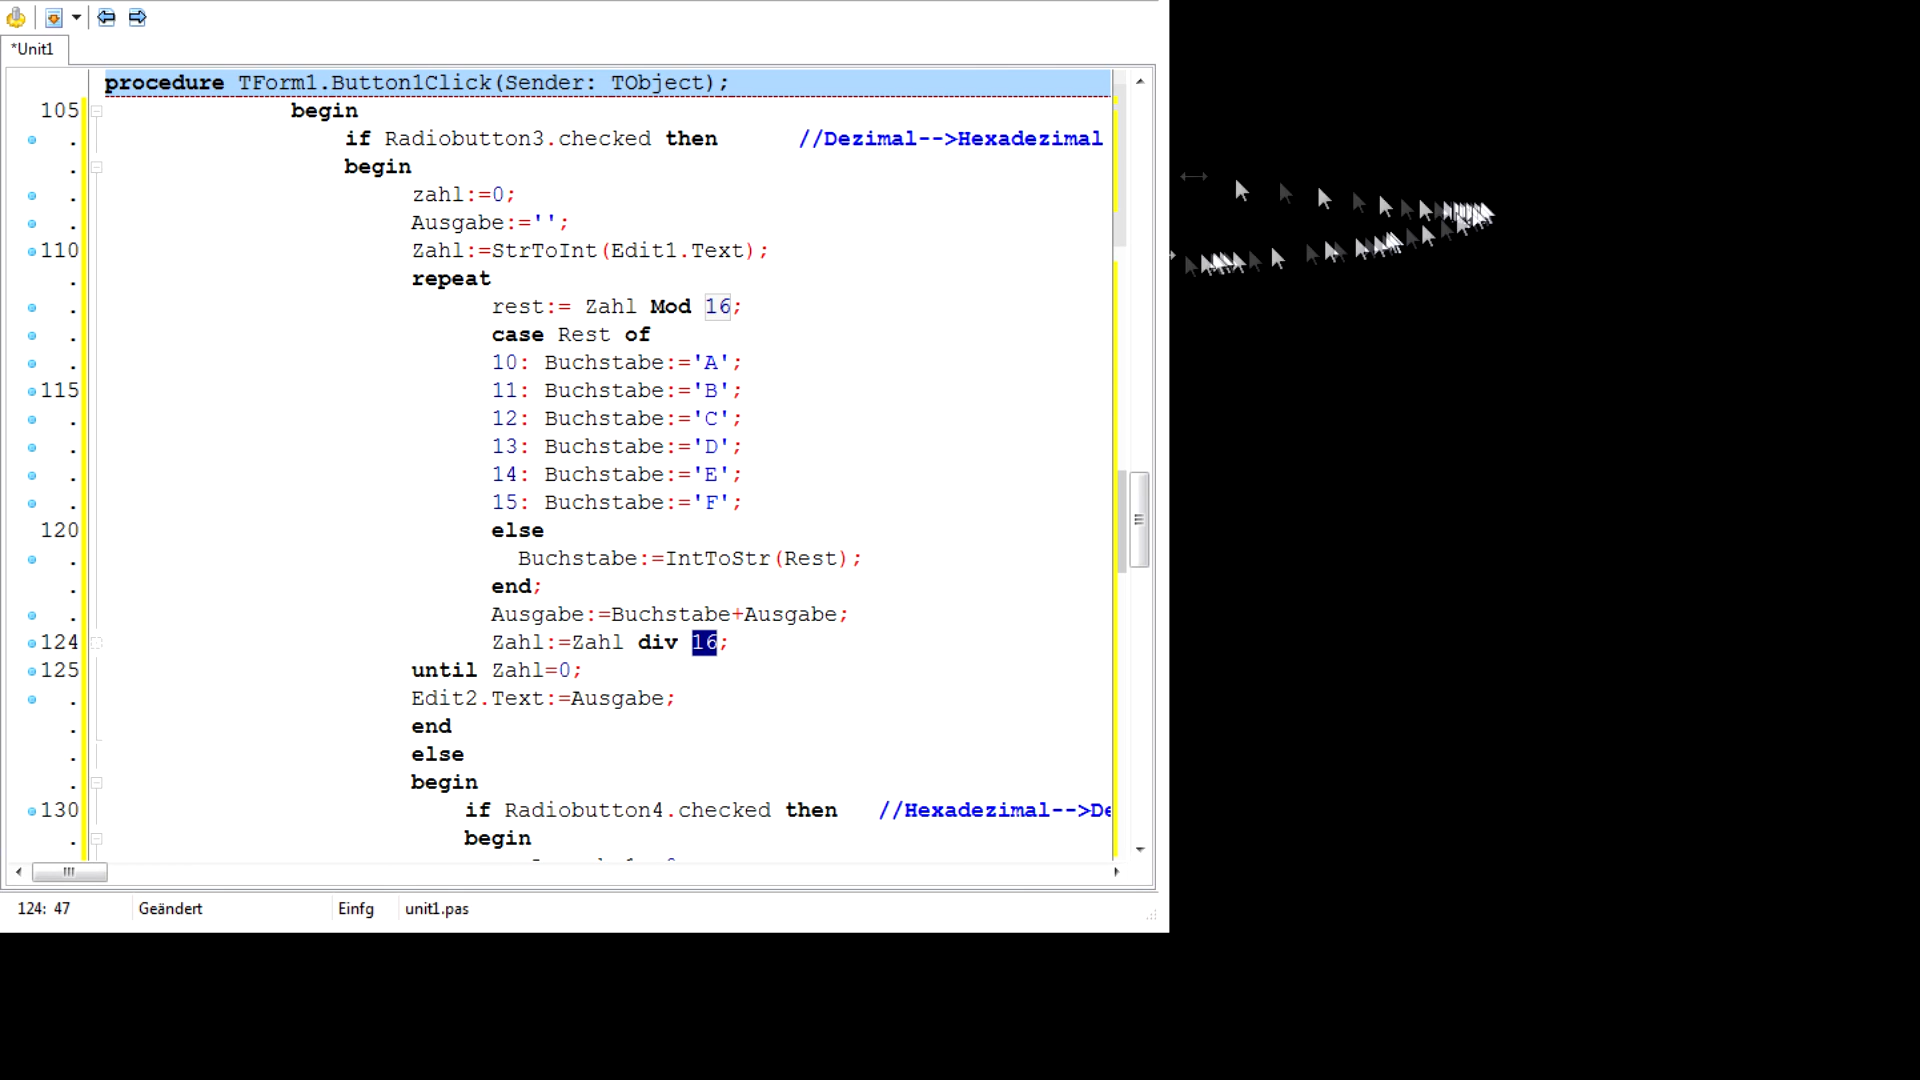 *Unit1
procedure TForm1.Button1Click(Sender: TObject);
105 begin
. if Radiobutton3.checked then //Dezimal-->Hexadezimal
. begin
. zahl:=0;
. Ausgabe:='';
110 Zahl:=StrToInt(Edit1.Text);
. repeat
. rest:= Zahl Mod 16;
. case Rest of
. 10: Buchstabe:='A';
115 11: Buchstabe:='B';
. 12: Buchstabe:='C';
. 13: Buchstabe:='D';
. 14: Buchstabe:='E';
. 15: Buchstabe:='F';
120 else
. Buchstabe:=IntToStr(Rest);
. end;
. Ausgabe:=Buchstabe+Ausgabe;
124 Zahl:=Zahl div 16;
125 until Zahl=0;
. Edit2.Text:=Ausgabe;
. end
. else
. begin
130 if Radiobutton4.checked then //Hexadezimal-->De
. begin
124: 47 Geändert Einfg unit1.pas